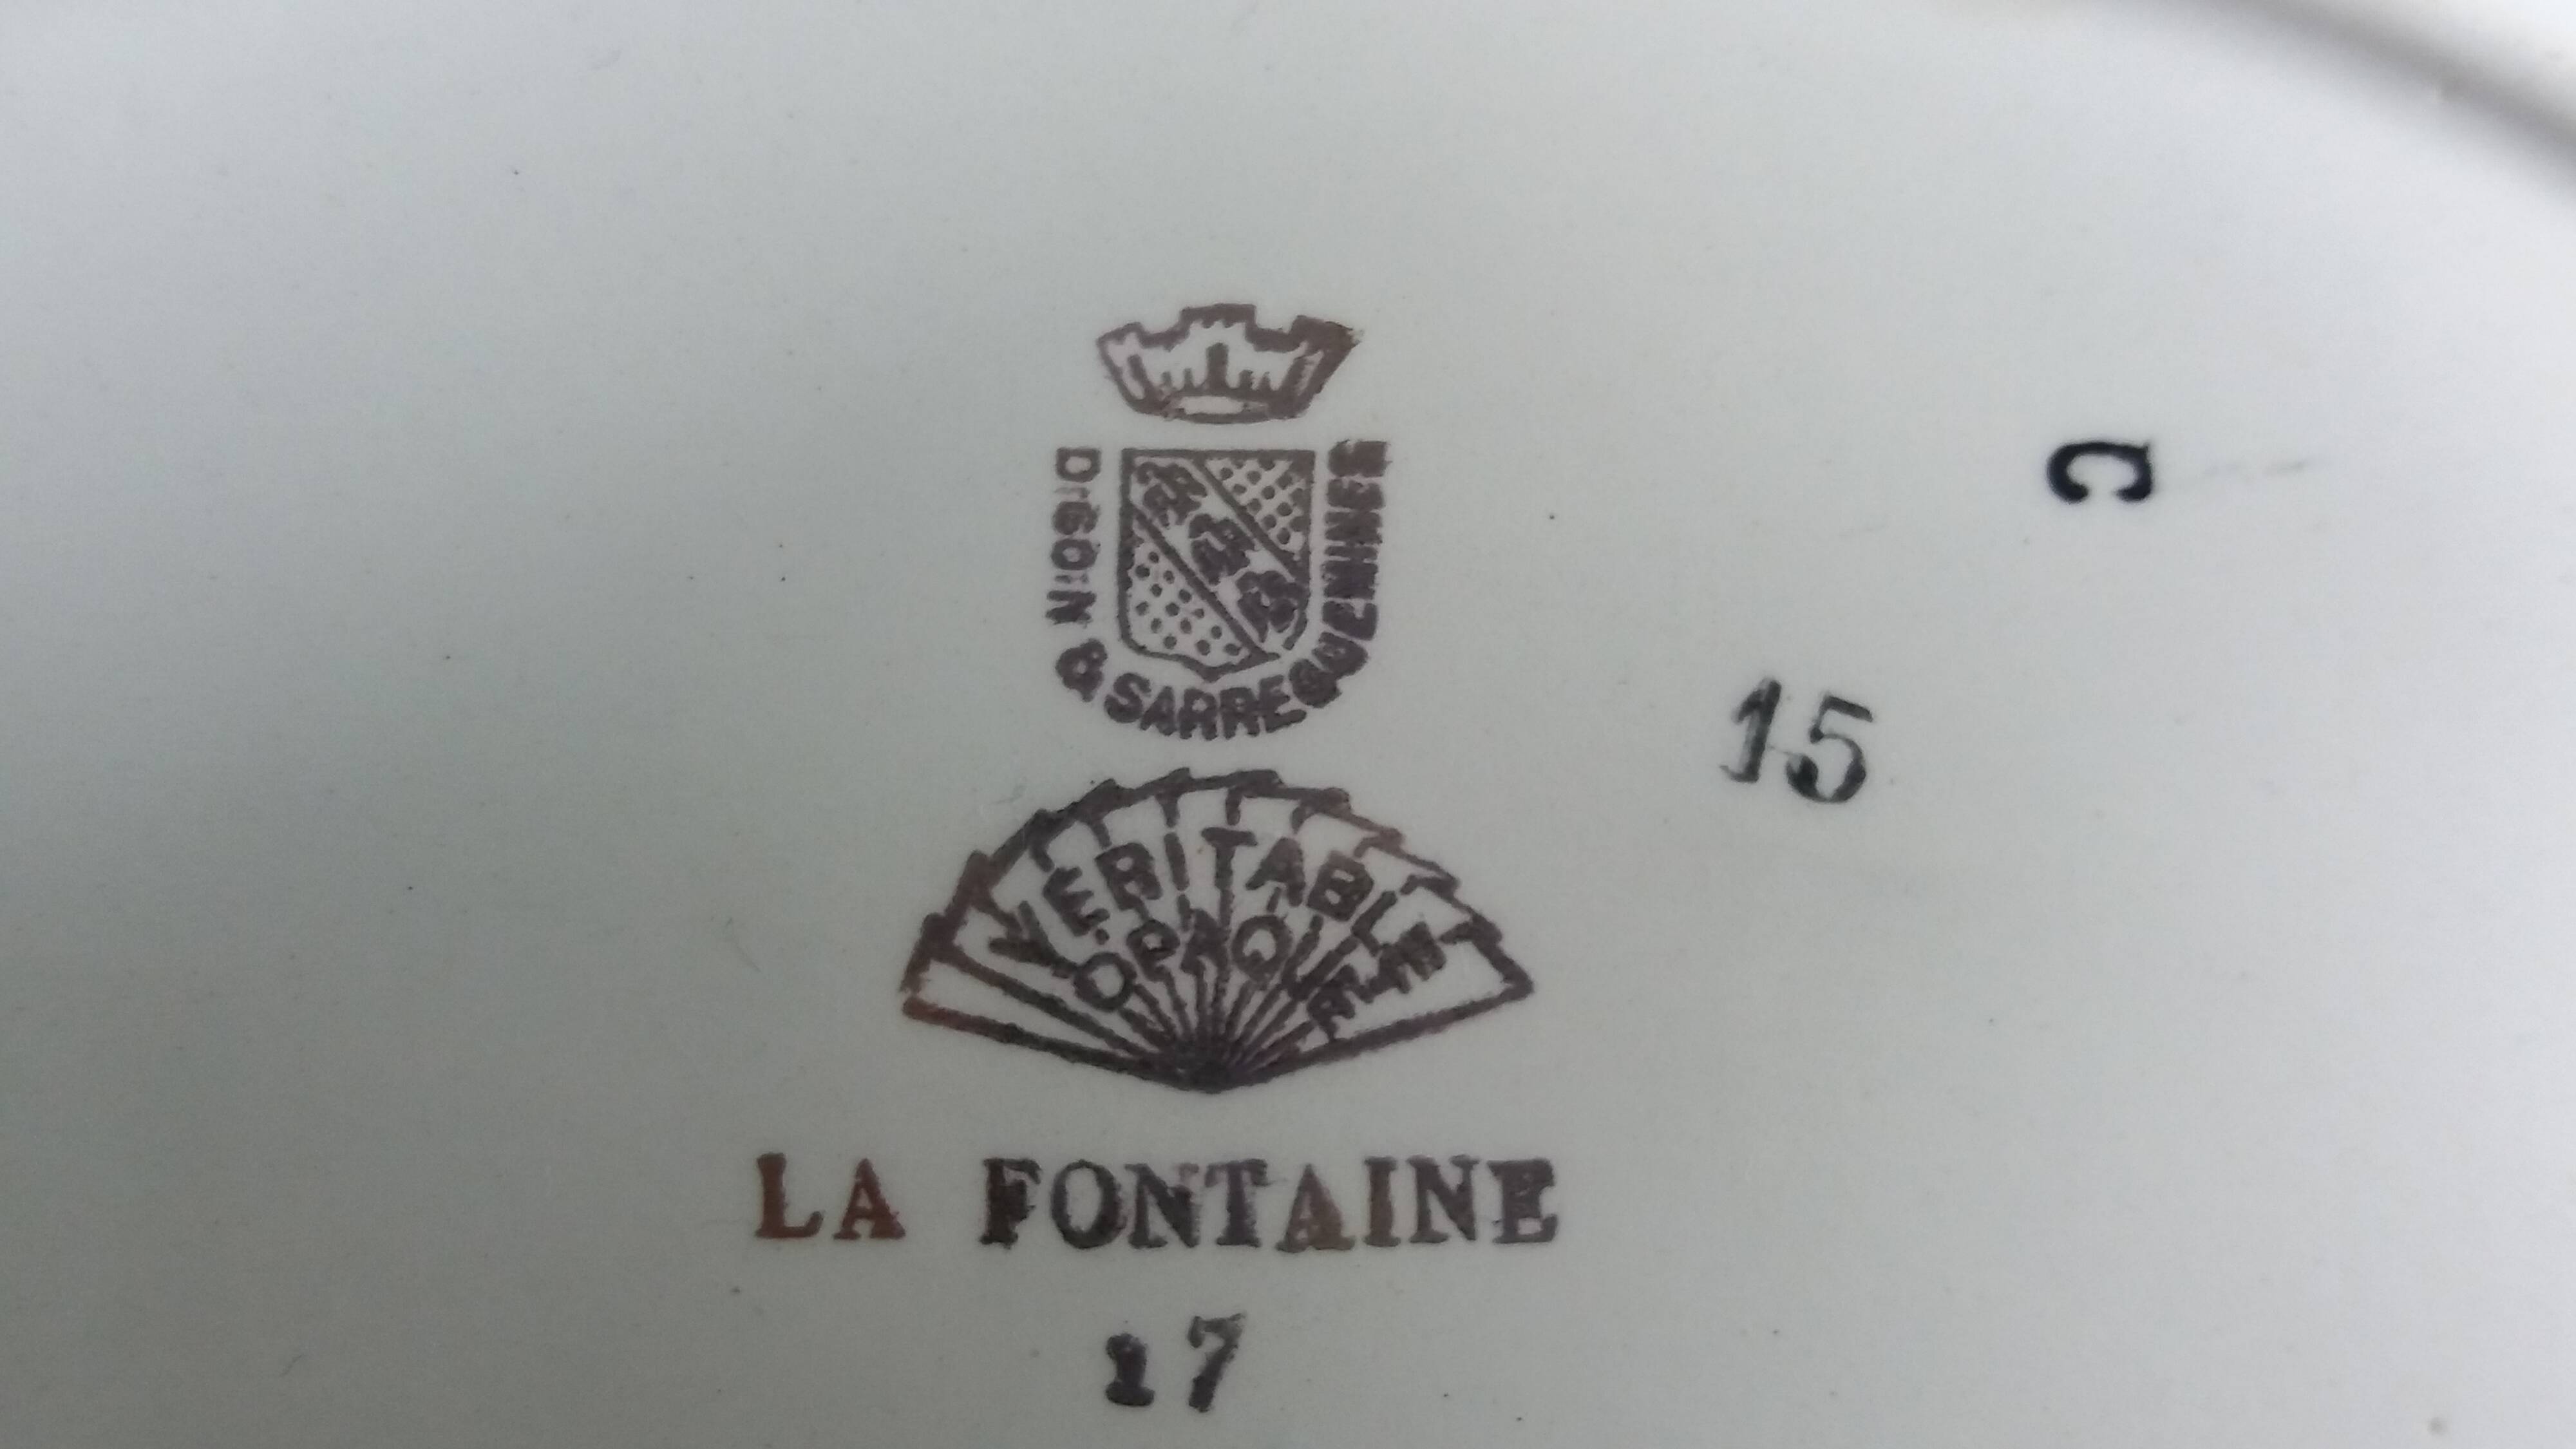 DIGOIN & SARREGUEMINES
VERITABLE
OPAQUE
LA FONTAINE
17
15
C